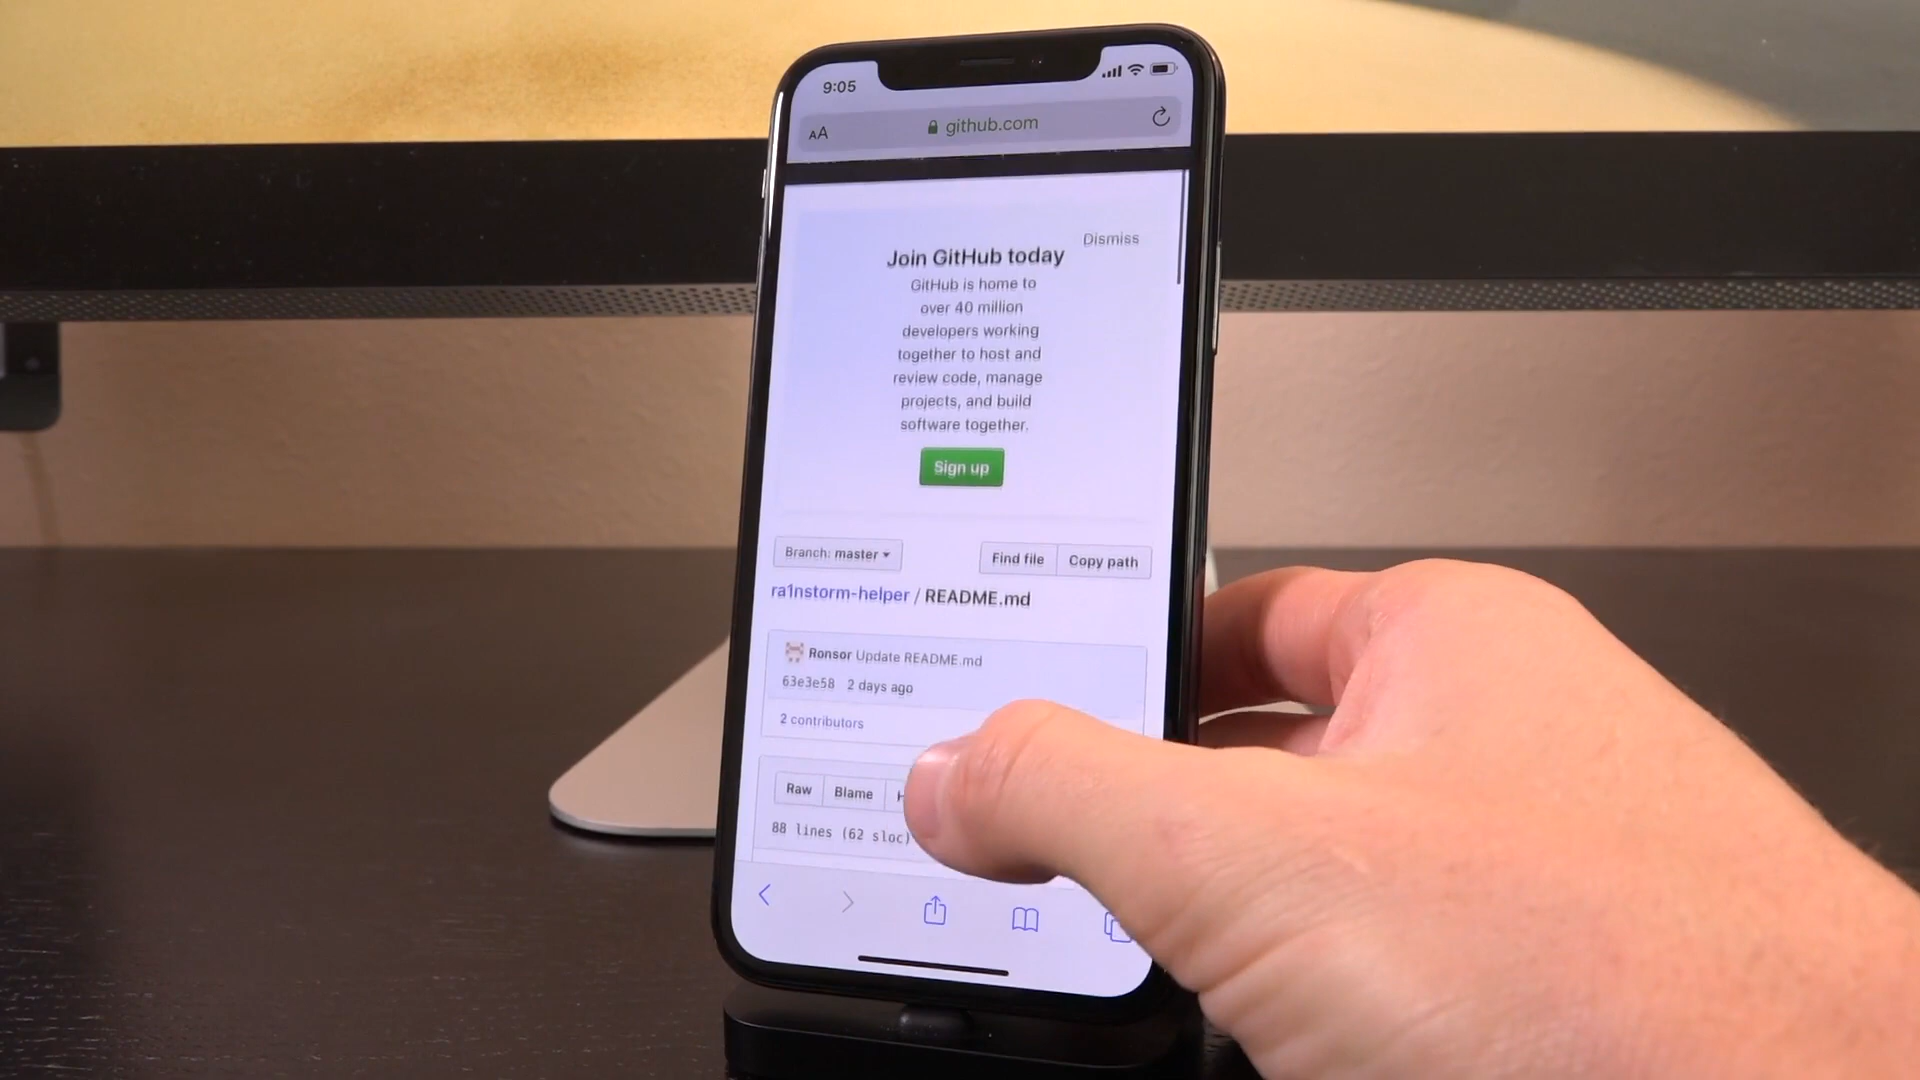 9:05
AA github.com
Dismiss
Join GitHub today
GitHub is home to
over 40 million
developers working
together to host and
review code, manage
projects, and build
software together.
Sign up
Branch: master
Find file Copy path
ra1nstorm-helper / README.md
Ronsor Update README.md
63e3e58 2 days ago
2 contributors
Raw Blame H
88 lines (62 sloc)